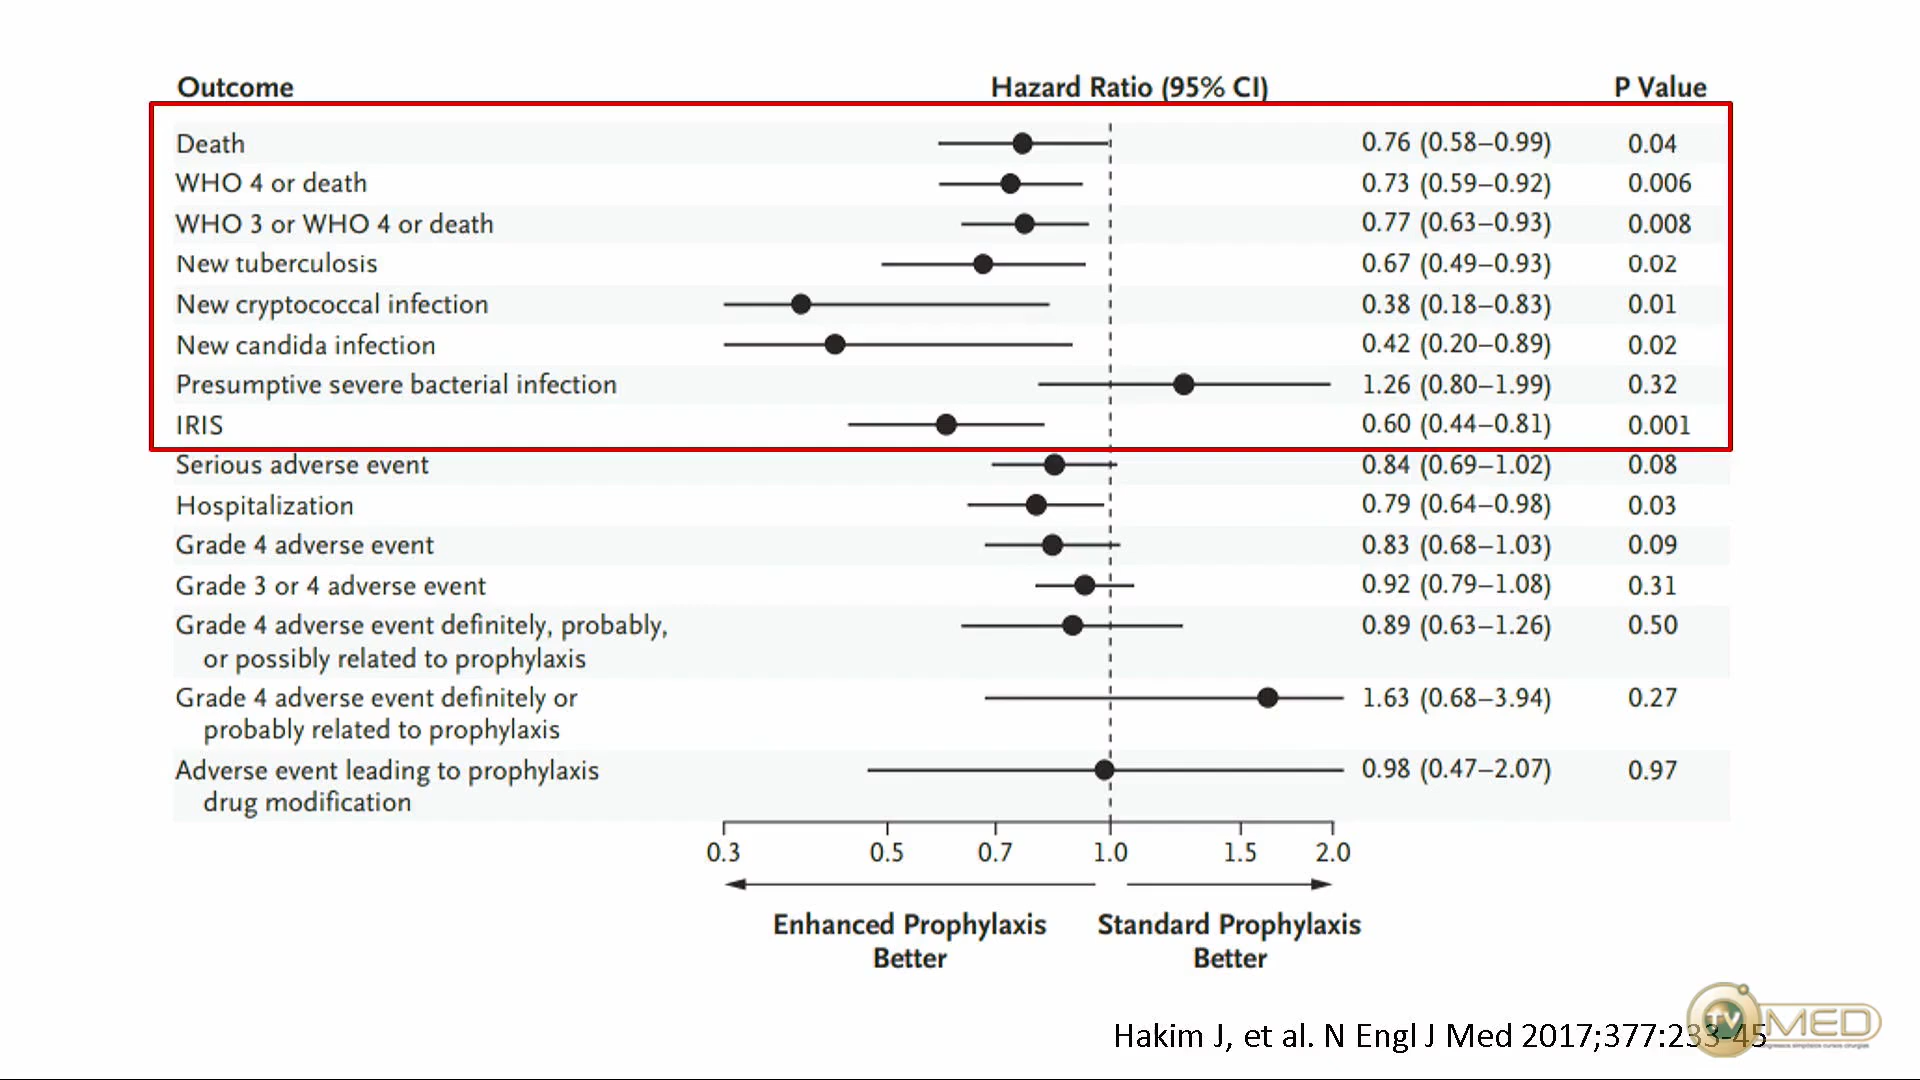 Outcome Hazard Ratio (95% CI) P Value
Death 0.76 (0.58–0.99) 0.04
WHO 4 or death 0.73 (0.59–0.92) 0.006
WHO 3 or WHO 4 or death 0.77 (0.63–0.93) 0.008
New tuberculosis 0.67 (0.49–0.93) 0.02
New cryptococcal infection 0.38 (0.18–0.83) 0.01
New candida infection 0.42 (0.20–0.89) 0.02
Presumptive severe bacterial infection 1.26 (0.80–1.99) 0.32
IRIS 0.60 (0.44–0.81) 0.001
Serious adverse event 0.84 (0.69–1.02) 0.08
Hospitalization 0.79 (0.64–0.98) 0.03
Grade 4 adverse event 0.83 (0.68–1.03) 0.09
Grade 3 or 4 adverse event 0.92 (0.79–1.08) 0.31
Grade 4 adverse event definitely, probably, 0.89 (0.63–1.26) 0.50
or possibly related to prophylaxis
Grade 4 adverse event definitely or 1.63 (0.68–3.94) 0.27
probably related to prophylaxis
Adverse event leading to prophylaxis 0.98 (0.47–2.07) 0.97
drug modification
0.3 0.5 0.7 1.0 1.5 2.0
Enhanced Prophylaxis Standard Prophylaxis
Better Better
Hakim J, et al. N Engl J Med 2017;377:233-45
TV MED